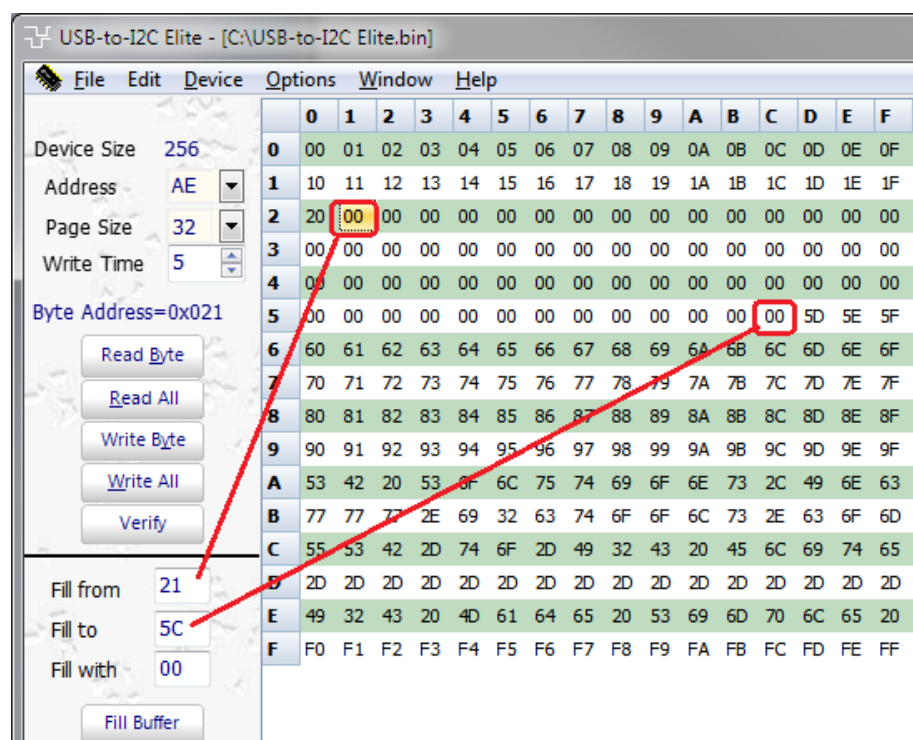 USB-to-I2C Elite - [C:\USB-to-I2C Elite.bin]
File Edit Device Options Window Help
Device Size 256
Address AE
Page Size 32
Write Time 5
Byte Address=0x021
Read Byte
Read All
Write Byte
Write All
Verify
Fill from 21
Fill to 5C
Fill with 00
Fill Buffer
0 1 2 3 4 5 6 7 8 9 A B C D E F
0 00 01 02 03 04 05 06 07 08 09 0A 0B 0C 0D 0E 0F
1 10 11 12 13 14 15 16 17 18 19 1A 1B 1C 1D 1E 1F
2 20 00 00 00 00 00 00 00 00 00 00 00 00 00 00 00
3 00 00 00 00 00 00 00 00 00 00 00 00 00 00 00 00
4 00 00 00 00 00 00 00 00 00 00 00 00 00 00 00 00
5 00 00 00 00 00 00 00 00 00 00 00 00 00 5D 5E 5F
6 60 61 62 63 64 65 66 67 68 69 6A 6B 6C 6D 6E 6F
7 70 71 72 73 74 75 76 77 78 79 7A 7B 7C 7D 7E 7F
8 80 81 82 83 84 85 86 87 88 89 8A 8B 8C 8D 8E 8F
9 90 91 92 93 94 95 96 97 98 99 9A 9B 9C 9D 9E 9F
A 53 42 20 53 6F 6C 75 74 69 6F 6E 73 2C 49 6E 63
B 77 77 77 2E 69 32 63 74 6F 6F 6C 73 2E 63 6F 6D
C 55 53 42 2D 74 6F 2D 49 32 43 20 45 6C 69 74 65
D 2D 2D 2D 2D 2D 2D 2D 2D 2D 2D 2D 2D 2D 2D 2D 2D
E 49 32 43 20 4D 61 64 65 20 53 69 6D 70 6C 65 20
F F0 F1 F2 F3 F4 F5 F6 F7 F8 F9 FA FB FC FD FE FF